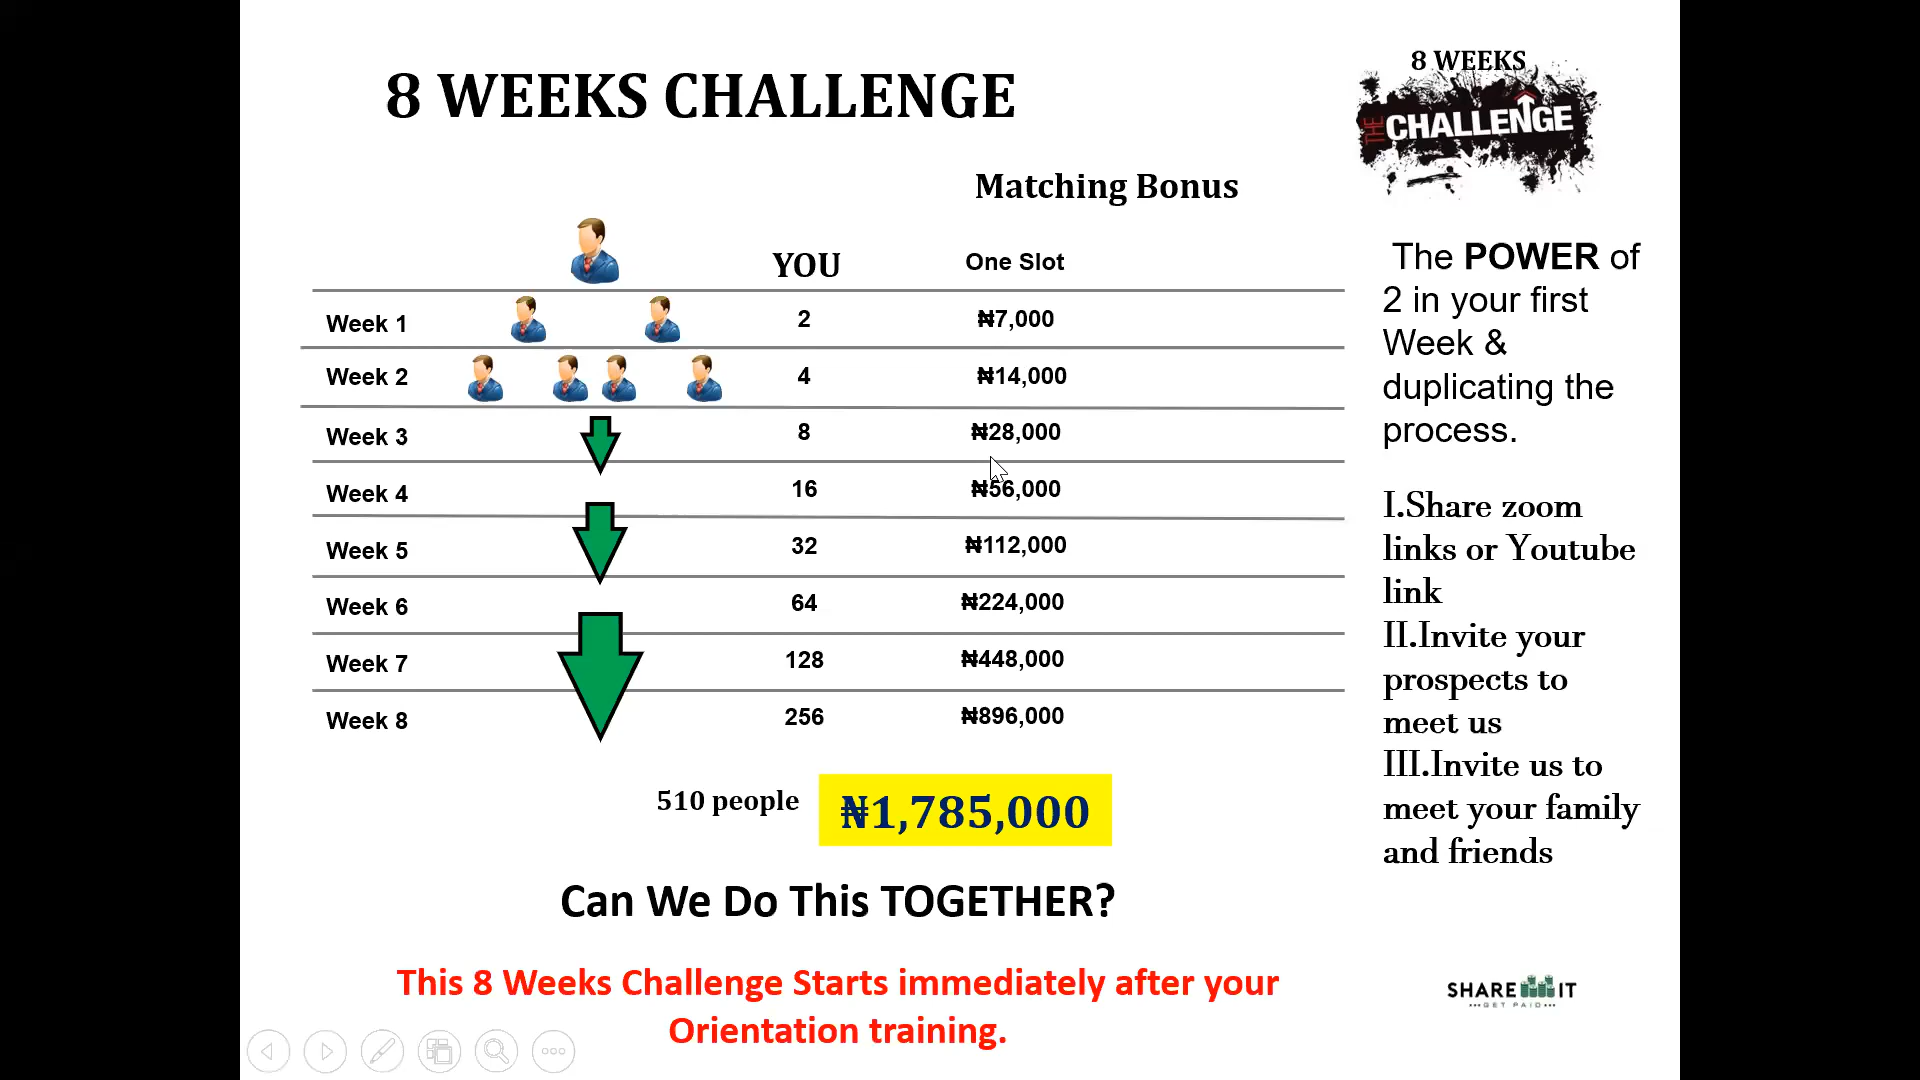 8 WEEKS CHALLENGE
8 WEEKS
THE CHALLENGE
Matching Bonus
YOU
One Slot
Week 1 2 ₦7,000
Week 2 4 ₦14,000
Week 3 8 ₦28,000
Week 4 16 ₦56,000
Week 5 32 ₦112,000
Week 6 64 ₦224,000
Week 7 128 ₦448,000
Week 8 256 ₦896,000
510 people ₦1,785,000
Can We Do This TOGETHER?
This 8 Weeks Challenge Starts immediately after your
Orientation training.
The POWER of
2 in your first
Week &
duplicating the
process.
I.Share zoom
links or Youtube
link
II.Invite your
prospects to
meet us
III.Invite us to
meet your family
and friends
SHARE IT
GET PAID